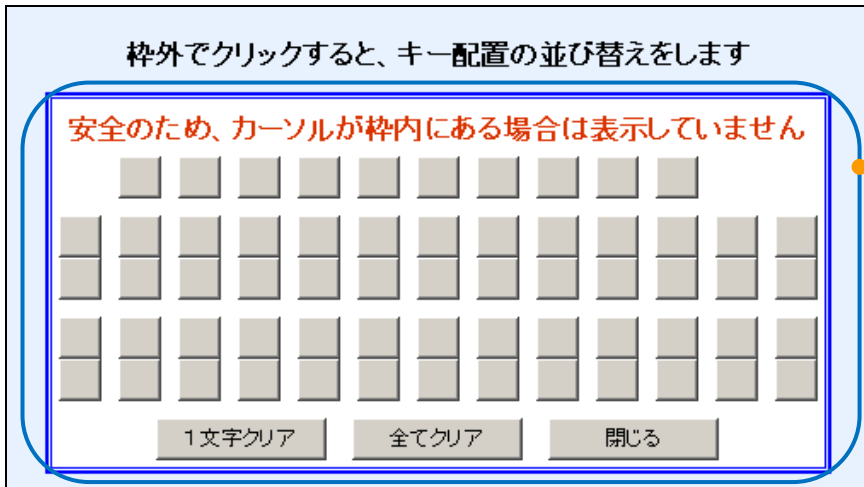 枠外でクリックすると、キー配置の並び替えをします
安全のため、カーソルが枠内にある場合は表示していません
１文字クリア 全てクリア 閉じる